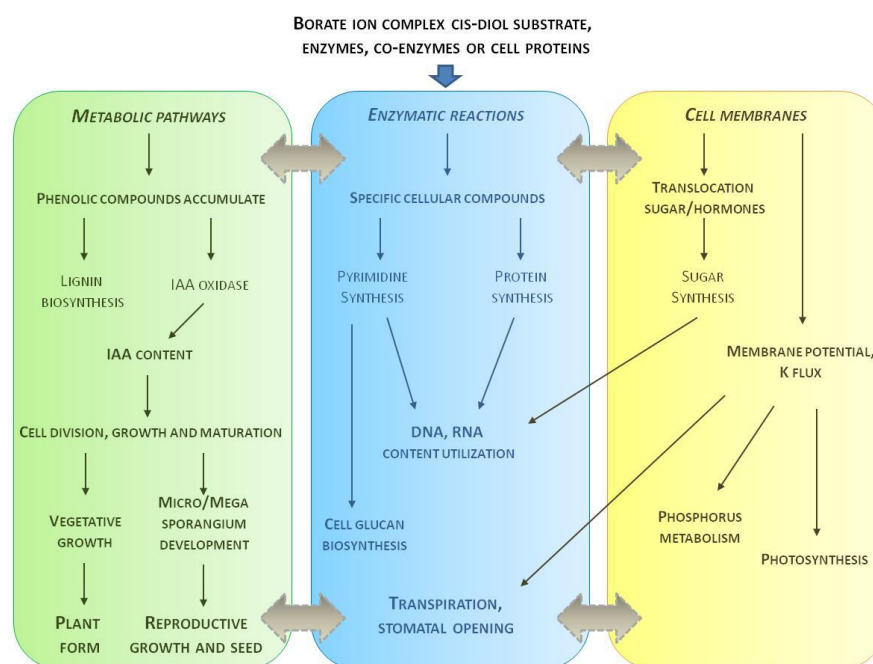 BORATE ION COMPLEX CIS-DIOL SUBSTRATE,
ENZYMES, CO-ENZYMES OR CELL PROTEINS
METABOLIC PATHWAYS
PHENOLIC COMPOUNDS ACCUMULATE
LIGNIN
BIOSYNTHESIS
IAA OXIDASE
IAA CONTENT
CELL DIVISION, GROWTH AND MATURATION
VEGETATIVE
GROWTH
MICRO/MEGA
SPORANGIUM
DEVELOPMENT
PLANT
FORM
REPRODUCTIVE
GROWTH AND SEED
ENZYMATIC REACTIONS
SPECIFIC CELLULAR COMPOUNDS
PYRIMIDINE
SYNTHESIS
PROTEIN
SYNTHESIS
DNA, RNA
CONTENT UTILIZATION
CELL GLUCAN
BIOSYNTHESIS
TRANSPIRATION,
STOMATAL OPENING
CELL MEMBRANES
TRANSLOCATION
SUGAR/HORMONES
SUGAR
SYNTHESIS
MEMBRANE POTENTIAL,
K FLUX
PHOSPHORUS
METABOLISM
PHOTOSYNTHESIS